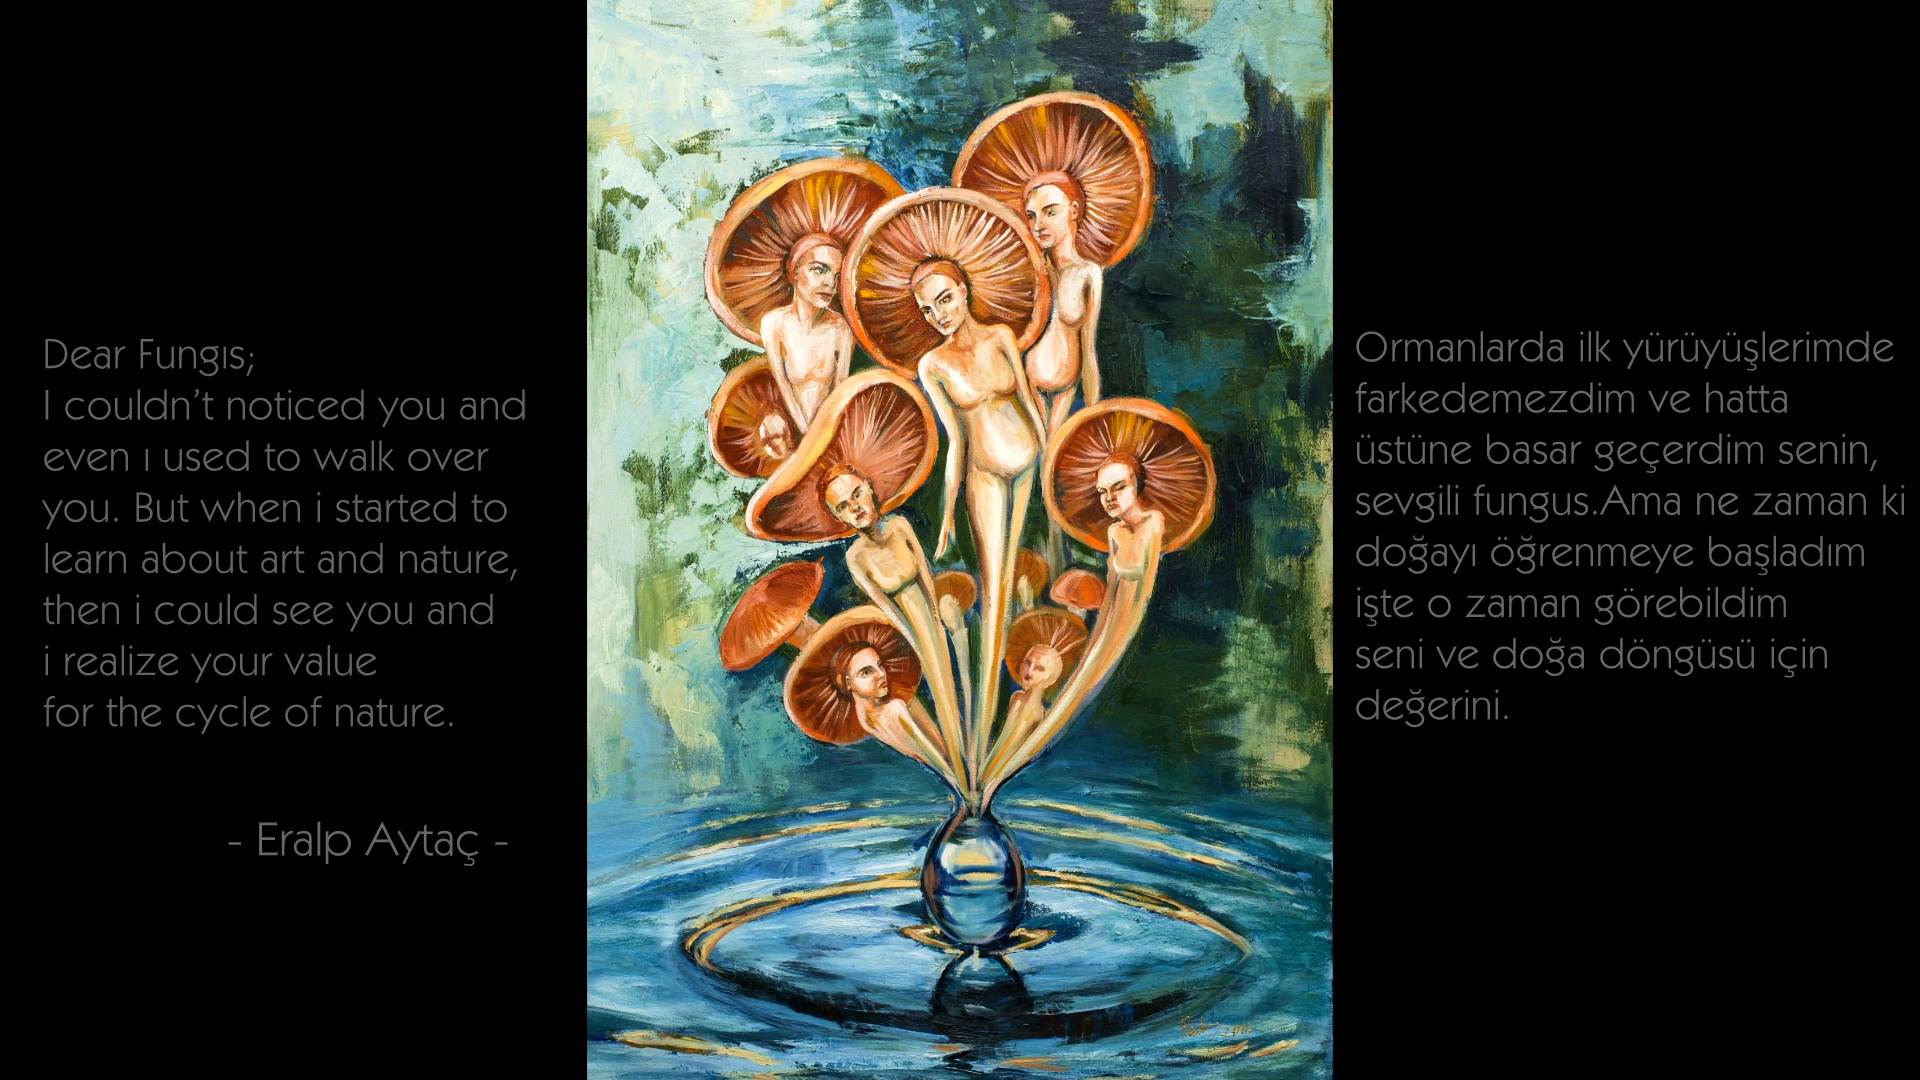 Dear Fungıs;
I couldn't noticed you and
even ı used to walk over
you. But when i started to
learn about art and nature,
then i could see you and
i realize your value
for the cycle of nature.
- Eralp Aytaç -
Ormanlarda ilk yürüyüşlerimde
farkedemezdim ve hatta
üstüne basar geçerdim senin,
sevgili fungus.Ama ne zaman ki
doğayı öğrenmeye başladım
işte o zaman görebildim
seni ve doğa döngüsü için
değerini.